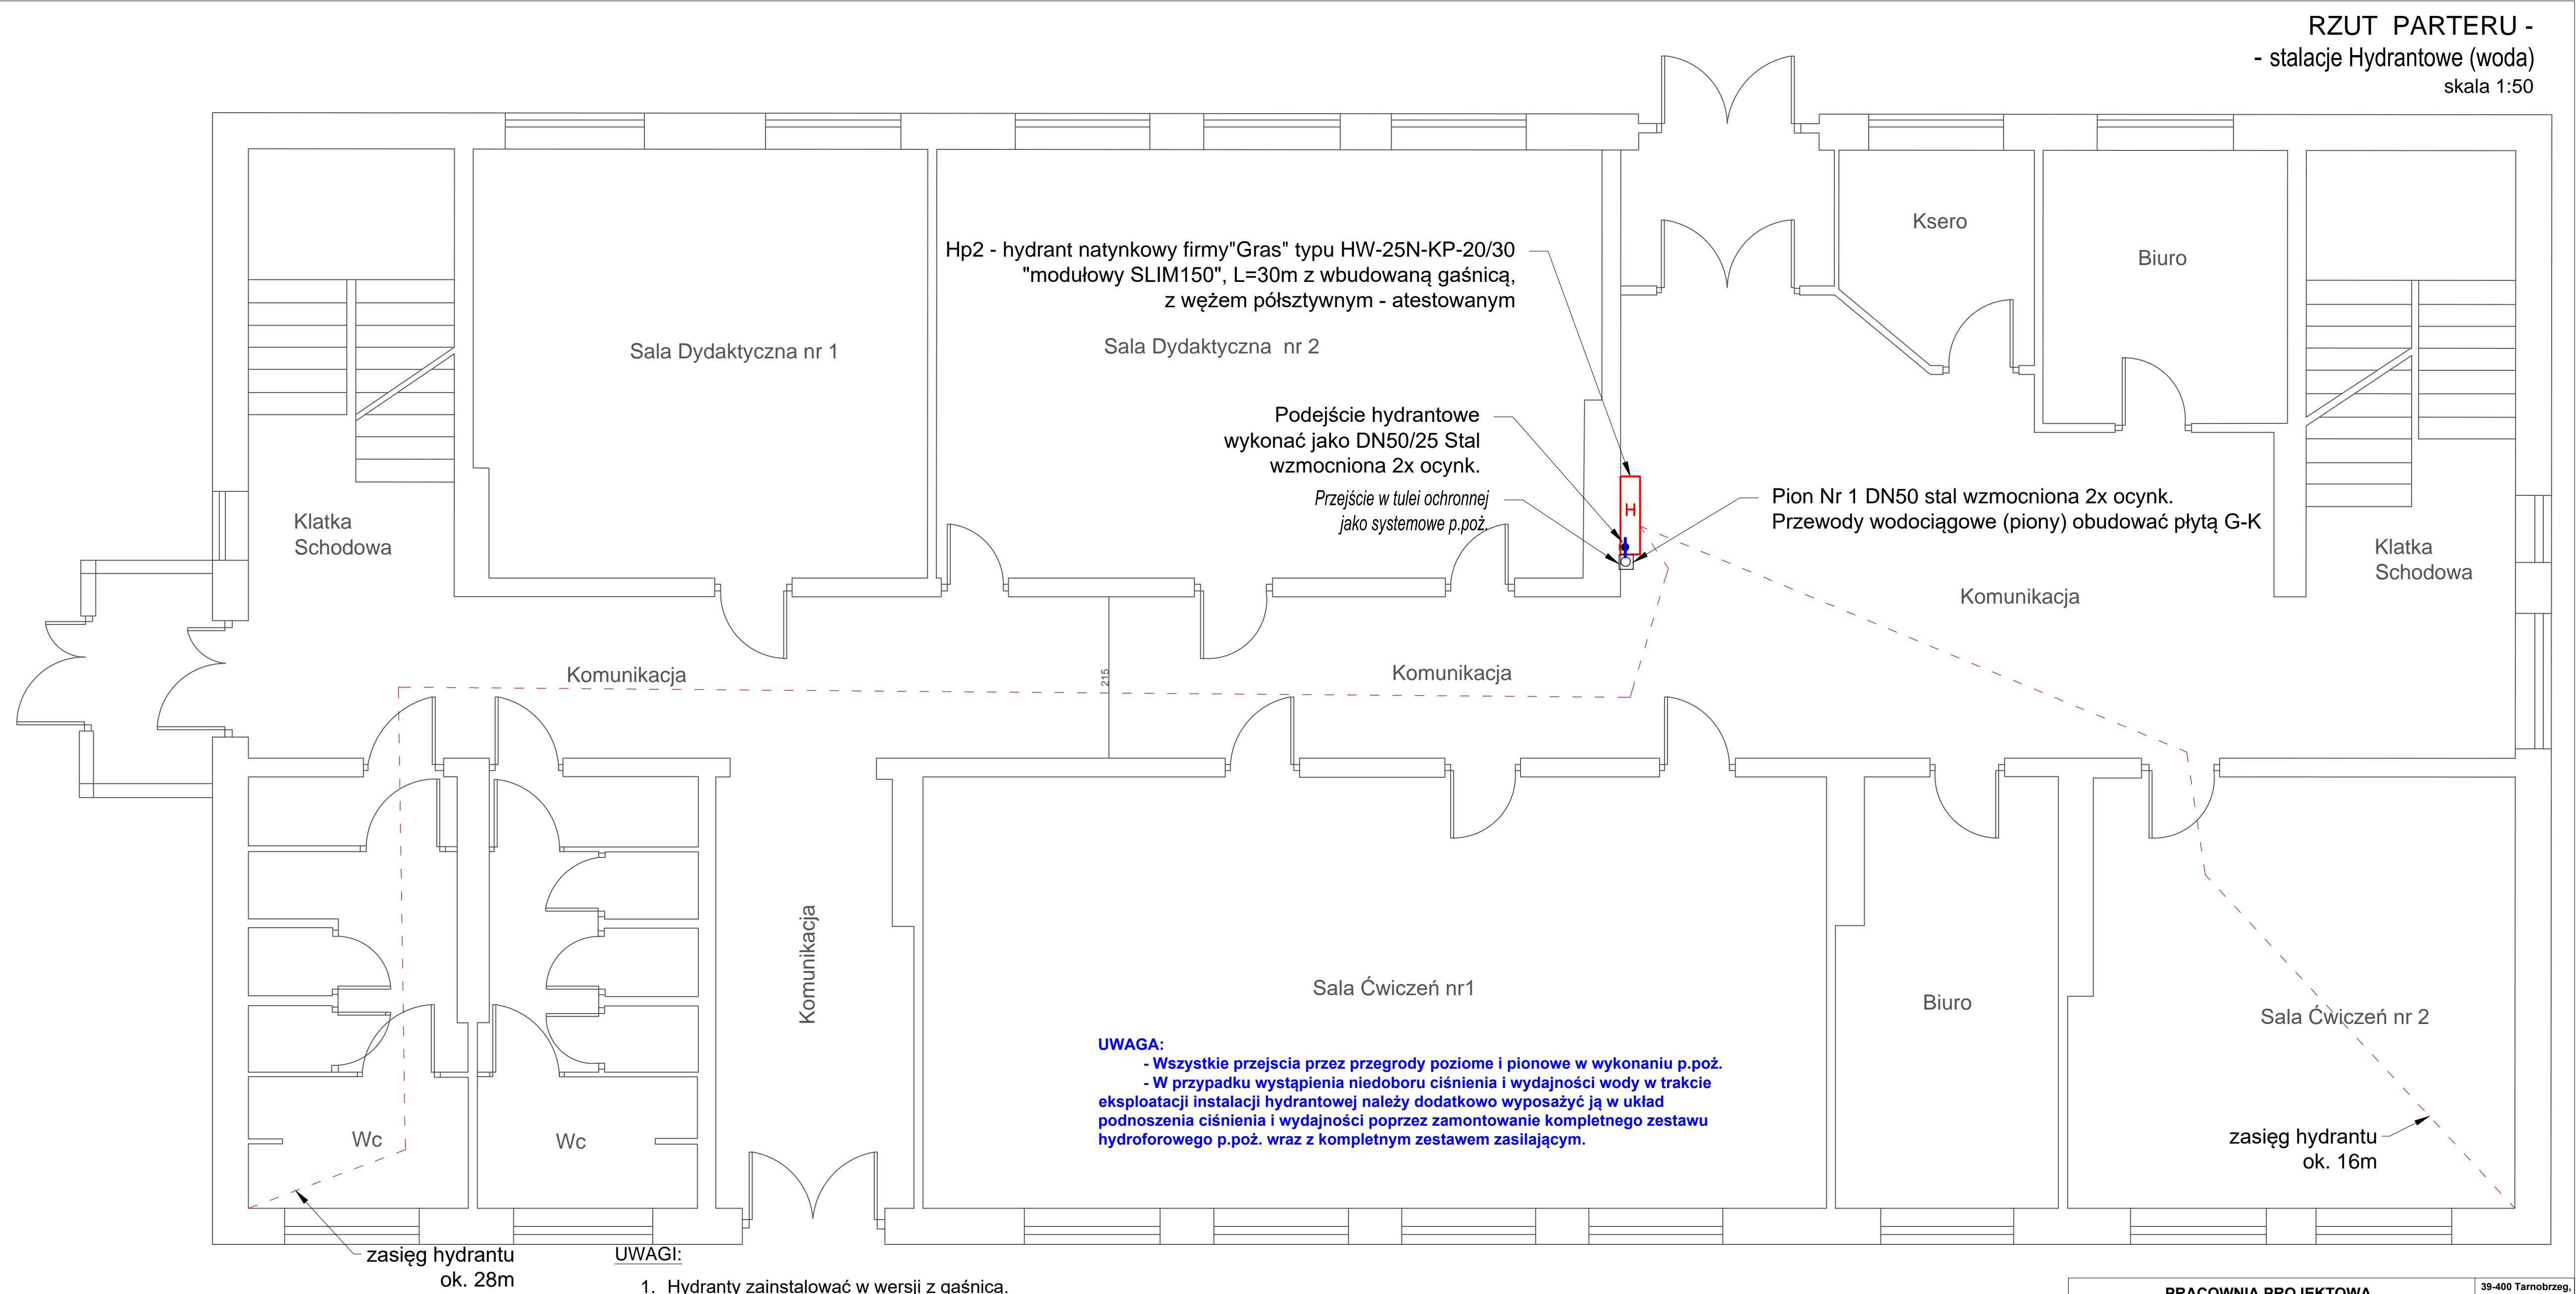 RZUT PARTERU -
- stalacje Hydrantowe (woda)
skala 1:50
Ksero
Biuro
Hp2 - hydrant natynkowy firmy"Gras" typu HW-25N-KP-20/30
"modułowy SLIM150", L=30m z wbudowaną gaśnicą,
z wężem półsztywnym - atestowanym
Sala Dydaktyczna nr 1
Sala Dydaktyczna nr 2
Podejście hydrantowe
wykonać jako DN50/25 Stal
wzmocniona 2x ocynk.
Przejście w tulei ochronnej
jako systemowe p.poż.
H
Pion Nr 1 DN50 stal wzmocniona 2x ocynk.
Przewody wodociągowe (piony) obudować płytą G-K
Klatka
Schodowa
Klatka
Schodowa
Komunikacja
Komunikacja
215
Komunikacja
Komunikacja
Sala Ćwiczeń nr1
Biuro
Sala Ćwiczeń nr 2
UWAGA:
- Wszystkie przejscia przez przegrody poziome i pionowe w wykonaniu p.poż.
- W przypadku wystąpienia niedoboru ciśnienia i wydajności wody w trakcie
eksploatacji instalacji hydrantowej należy dodatkowo wyposażyć ją w układ
podnoszenia ciśnienia i wydajności poprzez zamontowanie kompletnego zestawu
hydroforowego p.poż. wraz z kompletnym zestawem zasilającym.
Wc
Wc
zasięg hydrantu
ok. 16m
zasięg hydrantu
ok. 28m
UWAGI:
1. Hydranty zainstalować w wersji z gaśnicą.
PRACOWNIA PROJEKTOWA
39-400 Tarnobrzeg,